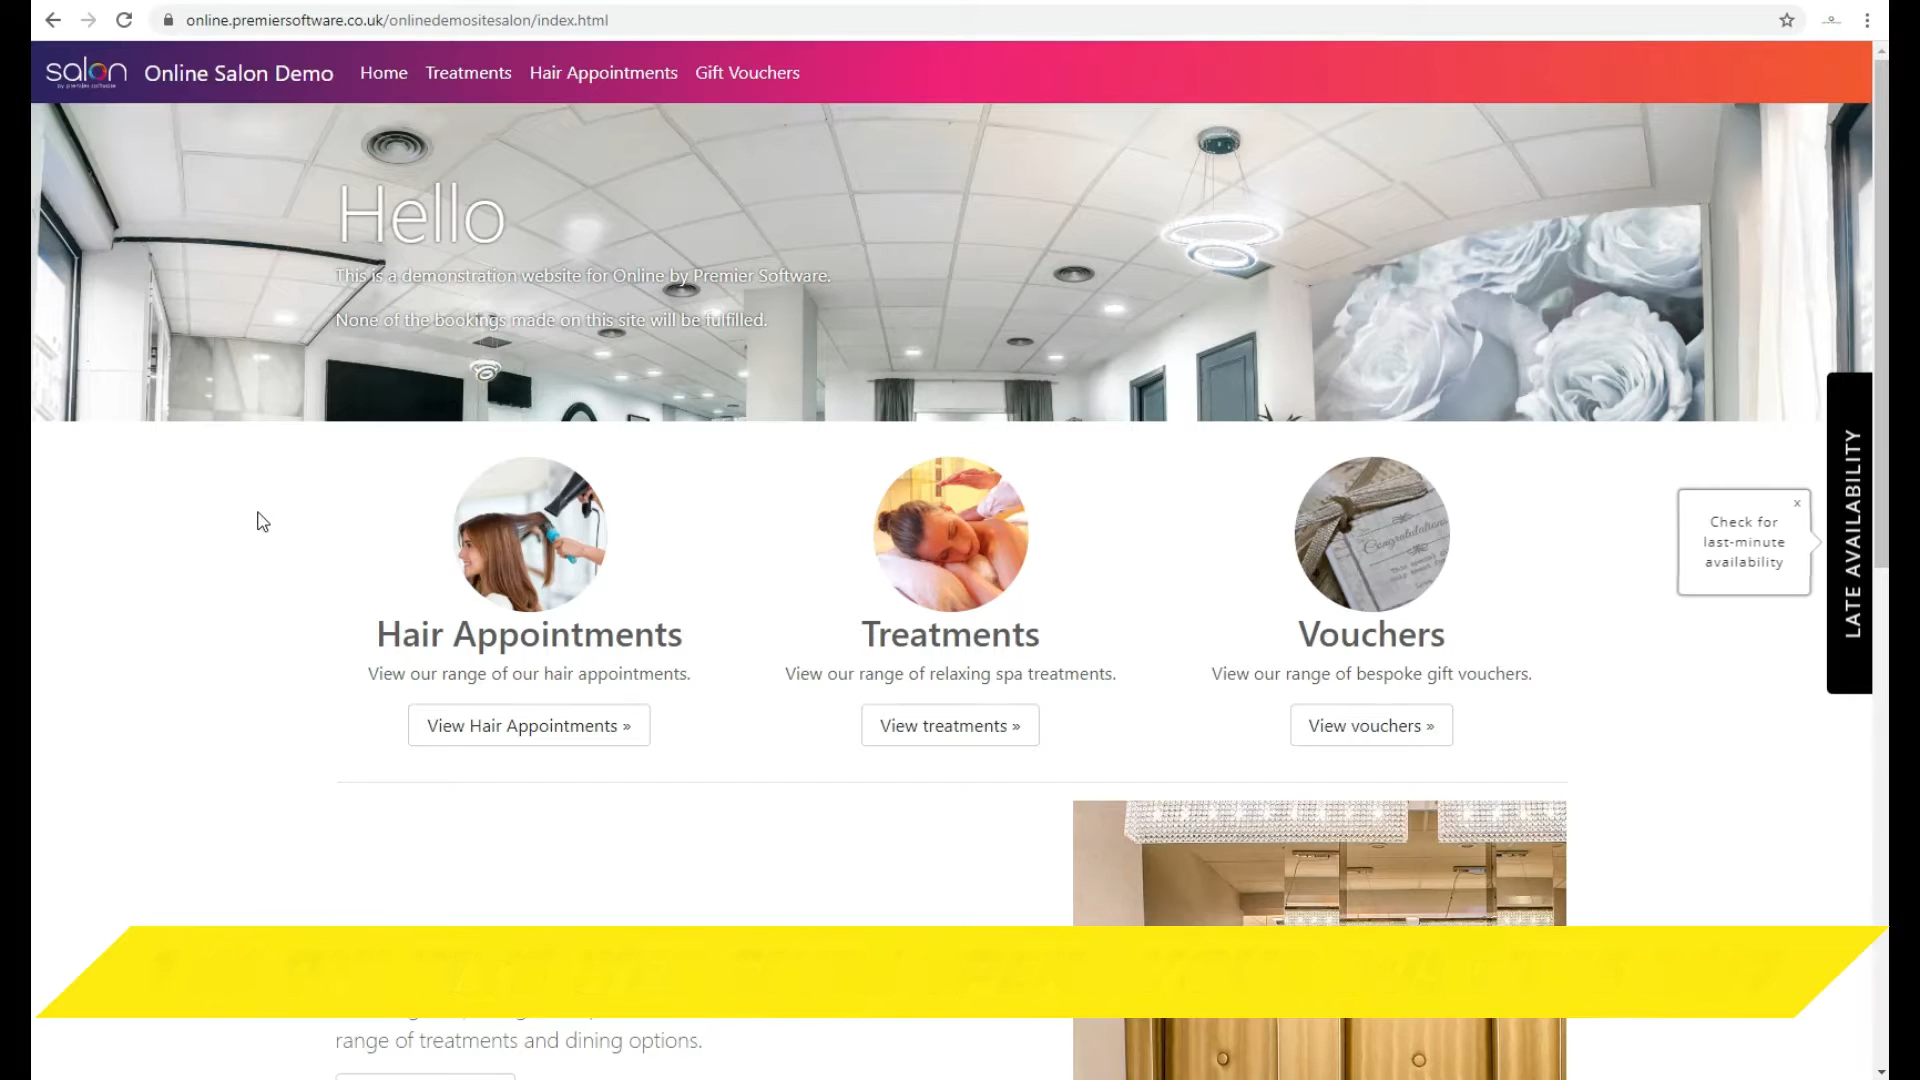 online.premiersoftware.co.uk/onlinedemositesalon/index.html
salon
by premier software
Online Salon Demo
Home
Treatments
Hair Appointments
Gift Vouchers
Hello
This is a demonstration website for Online by Premier Software.
None of the bookings made on this site will be fulfilled.
LATE AVAILABILITY
x
Check for
last-minute
availability
Congratulations
Hair Appointments
View our range of our hair appointments.
View Hair Appointments »
Treatments
View our range of relaxing spa treatments.
View treatments »
Vouchers
View our range of bespoke gift vouchers.
View vouchers »
range of treatments and dining options.